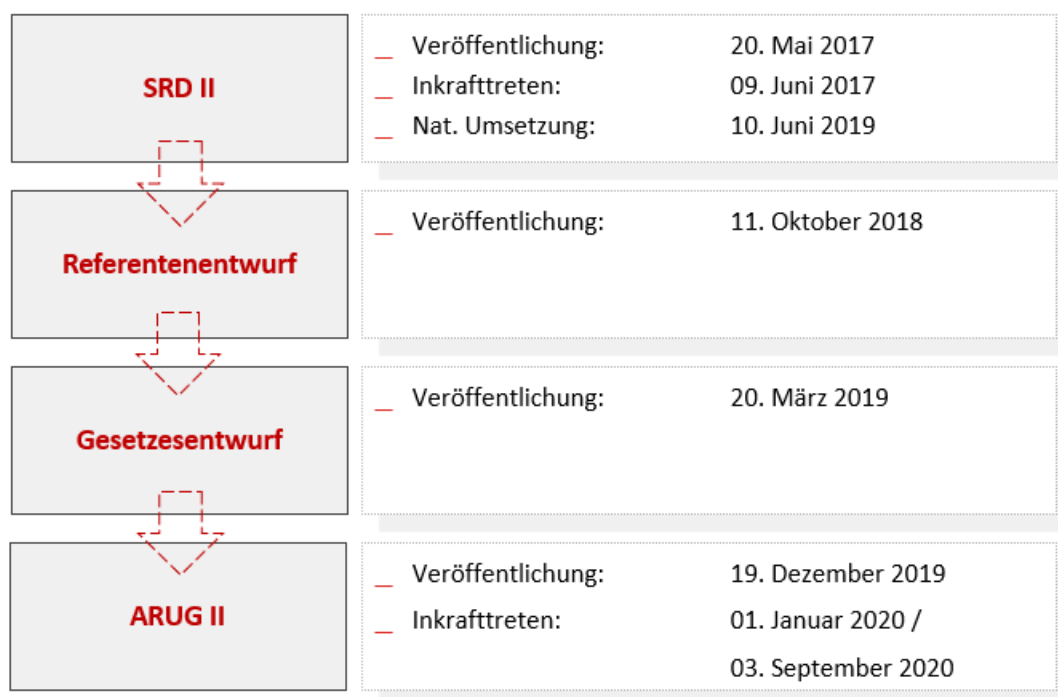 SRD II
_ Veröffentlichung: 20. Mai 2017
_ Inkrafttreten: 09. Juni 2017
_ Nat. Umsetzung: 10. Juni 2019
Referentenentwurf
_ Veröffentlichung: 11. Oktober 2018
Gesetzesentwurf
_ Veröffentlichung: 20. März 2019
ARUG II
_ Veröffentlichung: 19. Dezember 2019
_ Inkrafttreten: 01. Januar 2020 /
03. September 2020